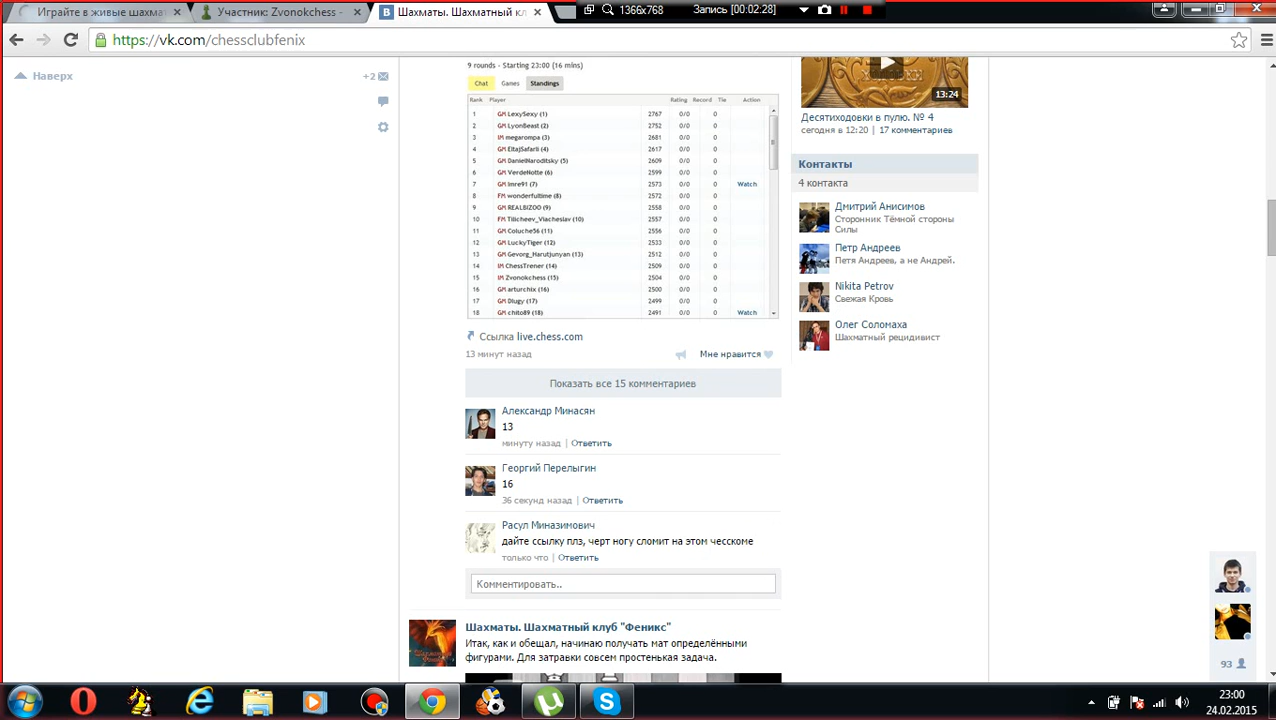 Играйте в живые шахмат
Участник: Zvonokchess -
Шахматы. Шахматный кл
1366x768
Запись [00:02:28]
https://vk.com/chessclubfenix
Наверх
+2
9 rounds - Starting 23:00 (16 mins)
Chat Games Standings
Rank Player Rating Record Tie Action
1 GM LexySexy (1) 2767 0/0 0
2 GM LyonBeast (2) 2752 0/0 0
3 IM megarompa (3) 2681 0/0 0
4 GM EltajSafarli (4) 2617 0/0 0
5 GM DanielNaroditsky (5) 2609 0/0 0
6 GM VerdeNotte (6) 2599 0/0 0
7 GM Imre91 (7) 2573 0/0 0 Watch
8 FM wonderfultime (8) 2572 0/0 0
9 GM REALBIZOO (9) 2558 0/0 0
10 FM Tilicheev_Viacheslav (10) 2557 0/0 0
11 GM Coluche56 (11) 2556 0/0 0
12 GM LuckyTiger (12) 2533 0/0 0
13 GM Gevorg_Harutjunyan (13) 2512 0/0 0
14 IM ChessTrener (14) 2509 0/0 0
15 IM Zvonokchess (15) 2504 0/0 0
16 GM arturchix (16) 2500 0/0 0
17 GM Dlugy (17) 2499 0/0 0
18 GM chito89 (18) 2491 0/0 0 Watch
Ссылка live.chess.com
13 минут назад
Мне нравится
Показать все 15 комментариев
Александр Минасян
13
минуту назад | Ответить
Георгий Перелыгин
16
36 секунд назад | Ответить
Расул Миназимович
дайте ссылку плз, черт ногу сломит на этом чесскоме
только что | Ответить
Комментировать..
Шахматы. Шахматный клуб "Феникс"
Итак, как и обещал, начинаю получать мат определёнными
фигурами. Для затравки совсем простенькая задача.
13:24
Десятиходовки в пулю. № 4
сегодня в 12:20 | 17 комментариев
Контакты
4 контакта
Дмитрий Анисимов
Сторонник Тёмной стороны
Силы
Петр Андреев
Петя Андреев, а не Андрей.
Nikita Petrov
Свежая Кровь
Олег Соломаха
Шахматный рецидивист
93
23:00
24.02.2015